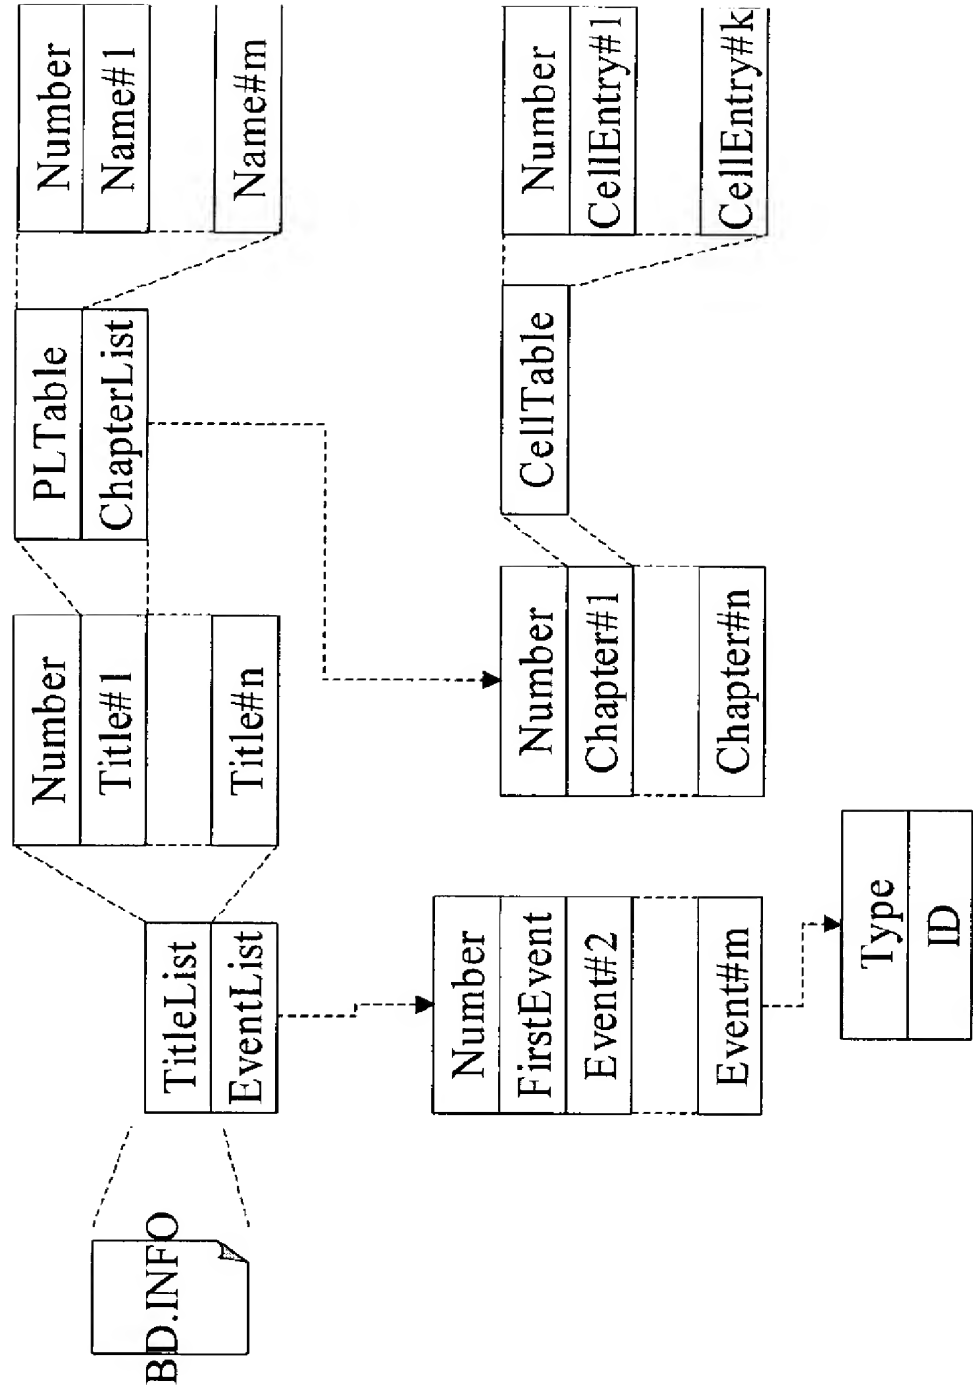 BD.INFO
TitleList
EventList
Number
Title#1
Title#n
PLTable
ChapterList
Number
Name#1
Name#m
Number
FirstEvent
Event#2
Event#m
Type
ID
Number
Chapter#1
Chapter#n
CellTable
Number
CellEntry#1
CellEntry#k